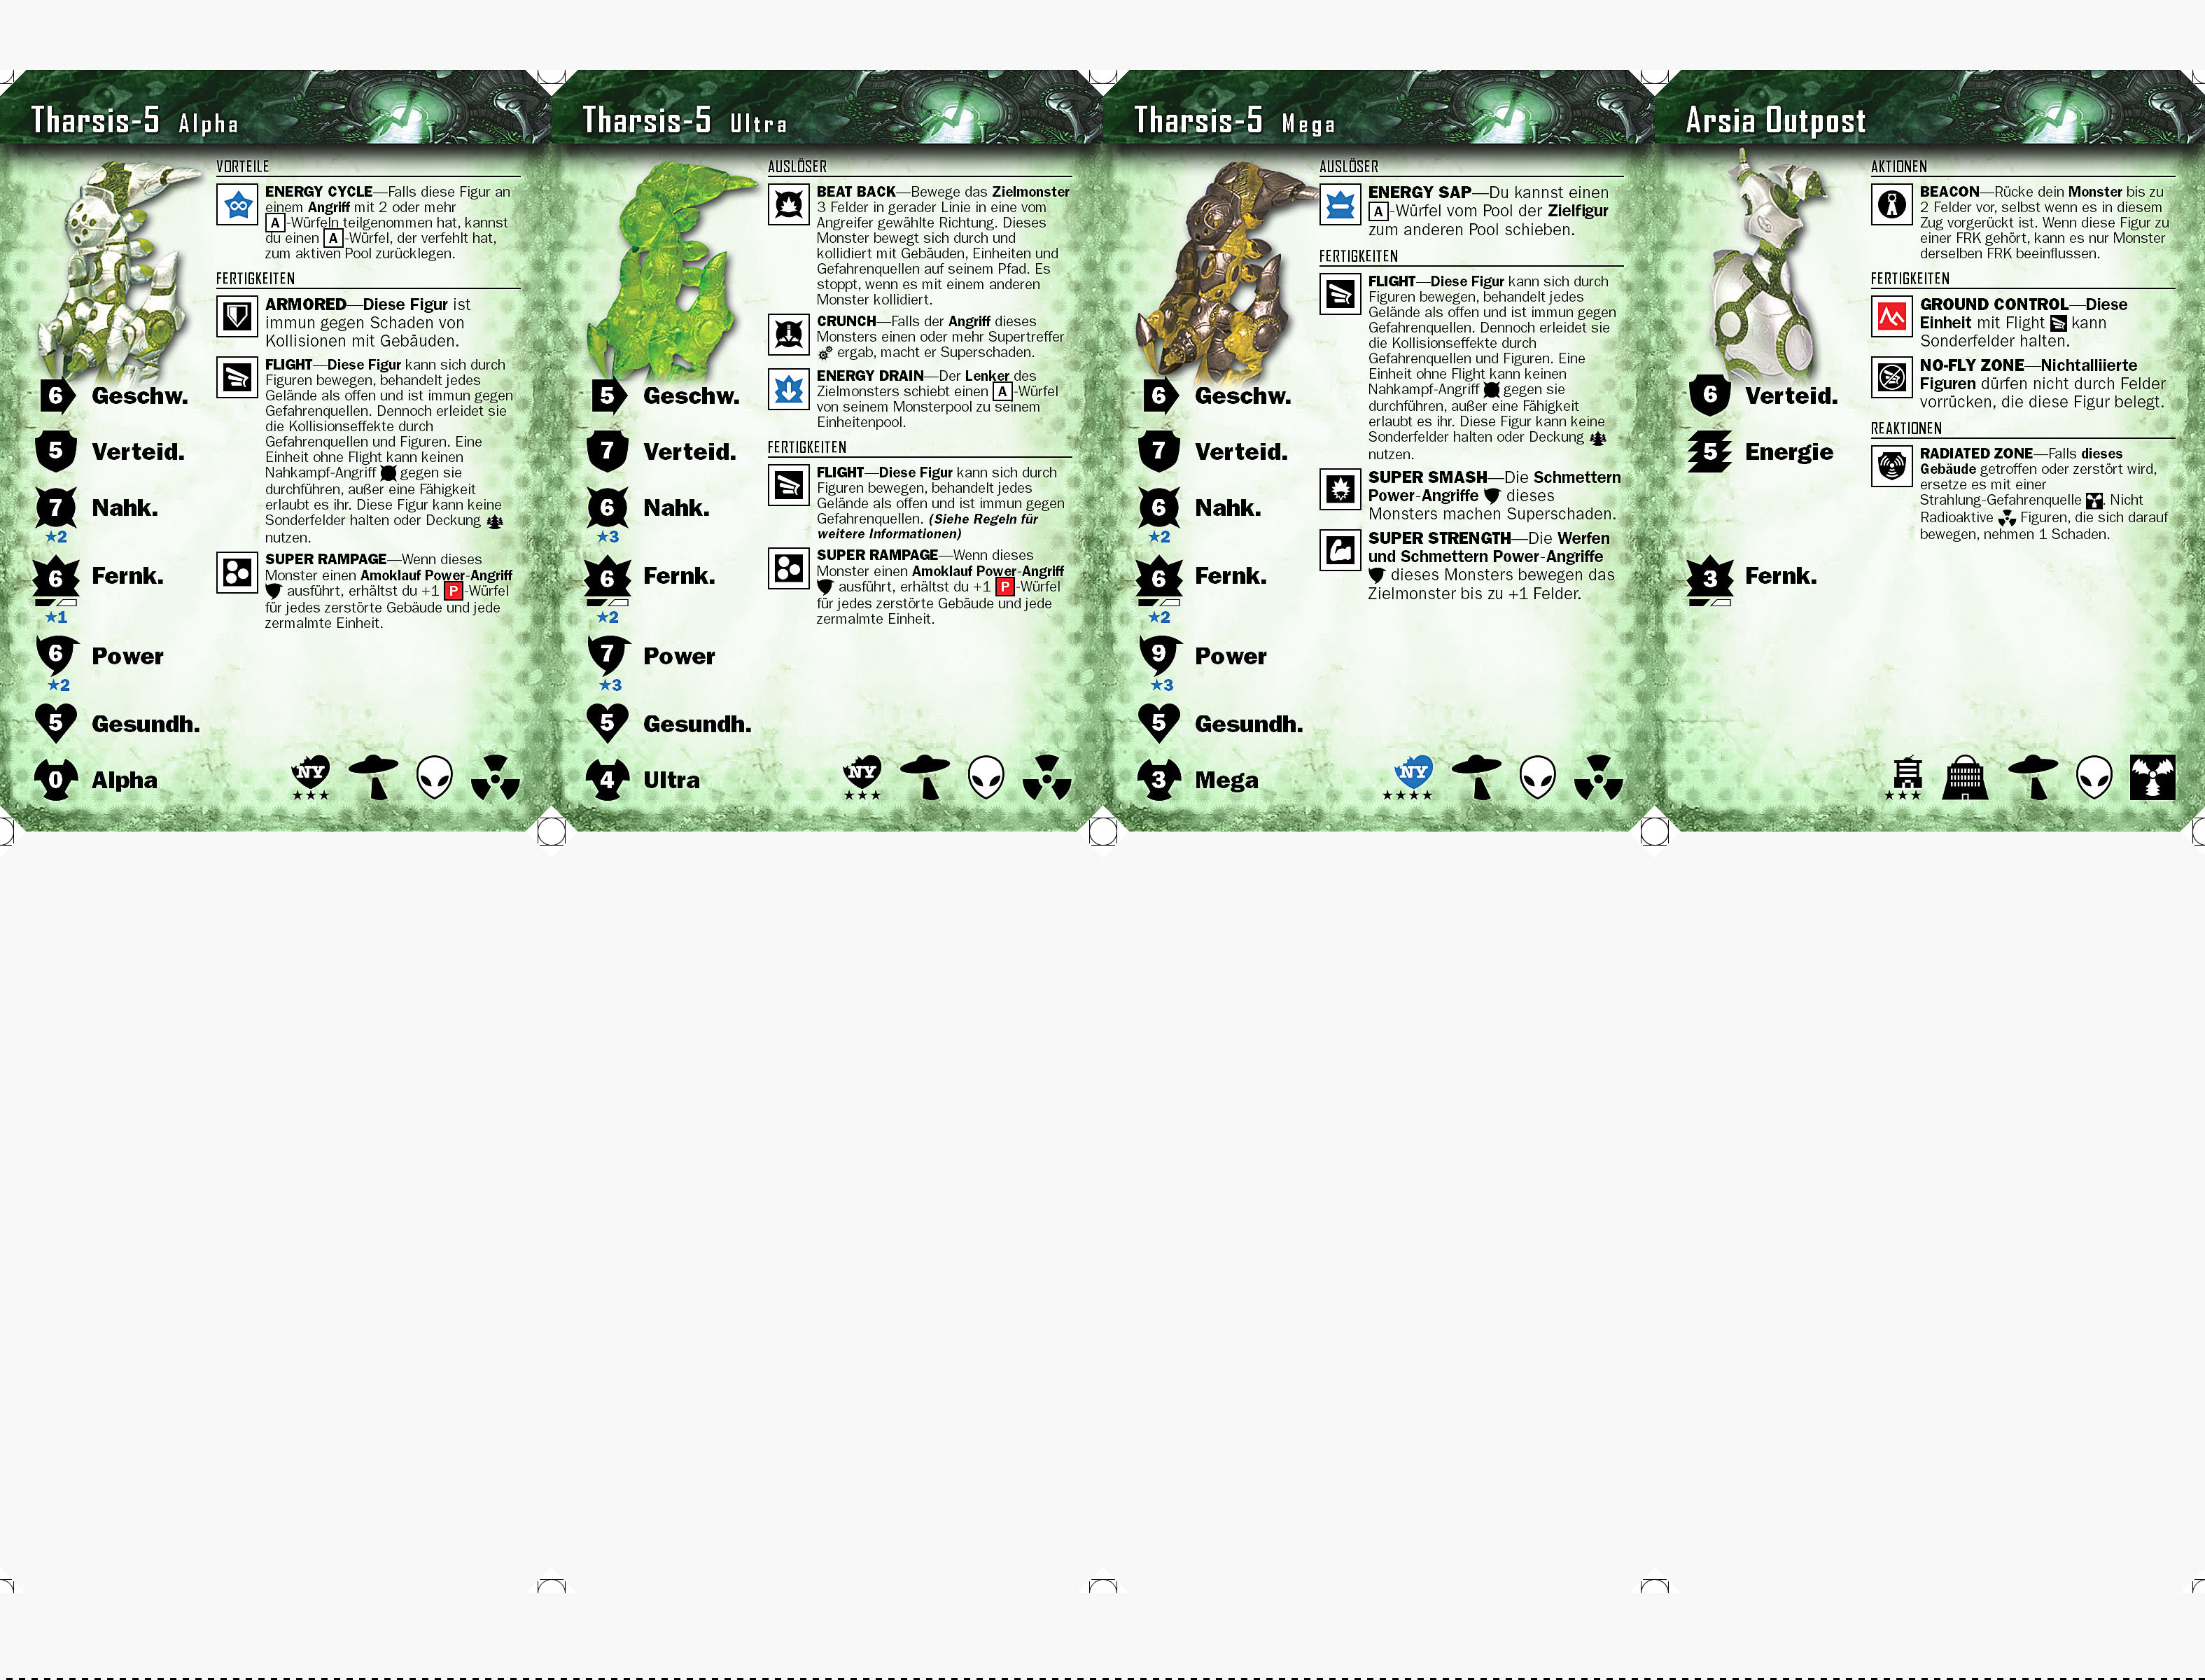 Tharsis-5 Alpha
VORTEILE
ENERGY CYCLE—Falls diese Figur an
einem Angriff mit 2 oder mehr
A-Würfeln teilgenommen hat, kannst
du einen A-Würfel, der verfehlt hat,
zum aktiven Pool zurücklegen.
FERTIGKEITEN
ARMORED—Diese Figur ist
immun gegen Schaden von
Kollisionen mit Gebäuden.
FLIGHT—Diese Figur kann sich durch
Figuren bewegen, behandelt jedes
Gelände als offen und ist immun gegen
Gefahrenquellen. Dennoch erleidet sie
die Kollisionseffekte durch
Gefahrenquellen und Figuren. Eine
Einheit ohne Flight kann keinen
Nahkampf-Angriff gegen sie
durchführen, außer eine Fähigkeit
erlaubt es ihr. Diese Figur kann keine
Sonderfelder halten oder Deckung
nutzen.
SUPER RAMPAGE—Wenn dieses
Monster einen Amoklauf Power-Angriff
ausführt, erhältst du +1 P-Würfel
für jedes zerstörte Gebäude und jede
zermalmte Einheit.
6 Geschw.
5 Verteid.
7 Nahk.
★2
6 Fernk.
★1
6 Power
★2
5 Gesundh.
0 Alpha
NY
★★★
Tharsis-5 Ultra
AUSLÖSER
BEAT BACK—Bewege das Zielmonster
3 Felder in gerader Linie in eine vom
Angreifer gewählte Richtung. Dieses
Monster bewegt sich durch und
kollidiert mit Gebäuden, Einheiten und
Gefahrenquellen auf seinem Pfad. Es
stoppt, wenn es mit einem anderen
Monster kollidiert.
CRUNCH—Falls der Angriff dieses
Monsters einen oder mehr Supertreffer
ergab, macht er Superschaden.
ENERGY DRAIN—Der Lenker des
Zielmonsters schiebt einen A-Würfel
von seinem Monsterpool zu seinem
Einheitenpool.
FERTIGKEITEN
FLIGHT—Diese Figur kann sich durch
Figuren bewegen, behandelt jedes
Gelände als offen und ist immun gegen
Gefahrenquellen. (Siehe Regeln für
weitere Informationen)
SUPER RAMPAGE—Wenn dieses
Monster einen Amoklauf Power-Angriff
ausführt, erhältst du +1 P-Würfel
für jedes zerstörte Gebäude und jede
zermalmte Einheit.
5 Geschw.
7 Verteid.
6 Nahk.
★3
6 Fernk.
★2
7 Power
★3
5 Gesundh.
4 Ultra
NY
★★★
Tharsis-5 Mega
AUSLÖSER
ENERGY SAP—Du kannst einen
A-Würfel vom Pool der Zielfigur
zum anderen Pool schieben.
FERTIGKEITEN
FLIGHT—Diese Figur kann sich durch
Figuren bewegen, behandelt jedes
Gelände als offen und ist immun gegen
Gefahrenquellen. Dennoch erleidet sie
die Kollisionseffekte durch
Gefahrenquellen und Figuren. Eine
Einheit ohne Flight kann keinen
Nahkampf-Angriff gegen sie
durchführen, außer eine Fähigkeit
erlaubt es ihr. Diese Figur kann keine
Sonderfelder halten oder Deckung
nutzen.
SUPER SMASH—Die Schmettern
Power-Angriffe dieses
Monsters machen Superschaden.
SUPER STRENGTH—Die Werfen
und Schmettern Power-Angriffe
dieses Monsters bewegen das
Zielmonster bis zu +1 Felder.
6 Geschw.
7 Verteid.
6 Nahk.
★2
6 Fernk.
★2
9 Power
★3
5 Gesundh.
3 Mega
NY
★★★★
Arsia Outpost
AKTIONEN
BEACON—Rücke dein Monster bis zu
2 Felder vor, selbst wenn es in diesem
Zug vorgerückt ist. Wenn diese Figur zu
einer FRK gehört, kann es nur Monster
derselben FRK beeinflussen.
FERTIGKEITEN
GROUND CONTROL—Diese
Einheit mit Flight kann
Sonderfelder halten.
NO-FLY ZONE—Nichtalliierte
Figuren dürfen nicht durch Felder
vorrücken, die diese Figur belegt.
REAKTIONEN
RADIATED ZONE—Falls dieses
Gebäude getroffen oder zerstört wird,
ersetze es mit einer
Strahlung-Gefahrenquelle. Nicht
Radioaktive Figuren, die sich darauf
bewegen, nehmen 1 Schaden.
6 Verteid.
5 Energie
3 Fernk.
★★★